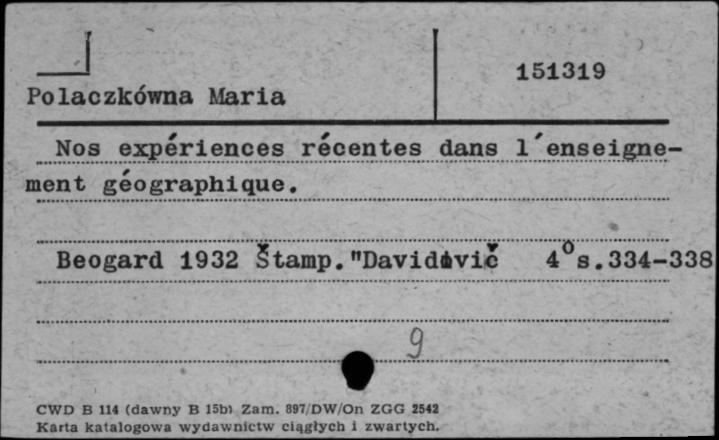 151319
Polaczkówna Maria
Nos expériences récentes dans l'enseigne-
ment géographique.
Beogard 1932 Štamp."Davidović 4° s.334-338
9
CWD B 114 (dawny B 15b) Zam. 897/DW/On ZGG 2542
Karta katalogowa wydawnictw ciągłych i zwartych.